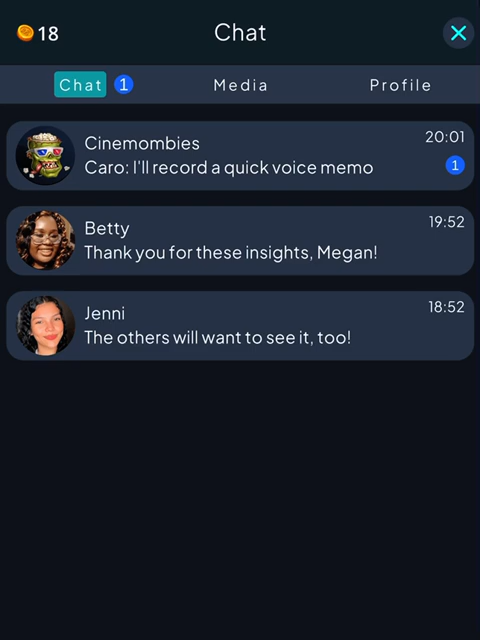 18
Chat
Chat 1
Media
Profile
Cinemombies
20:01
Caro: I'll record a quick voice memo
1
Betty
19:52
Thank you for these insights, Megan!
Jenni
18:52
The others will want to see it, too!